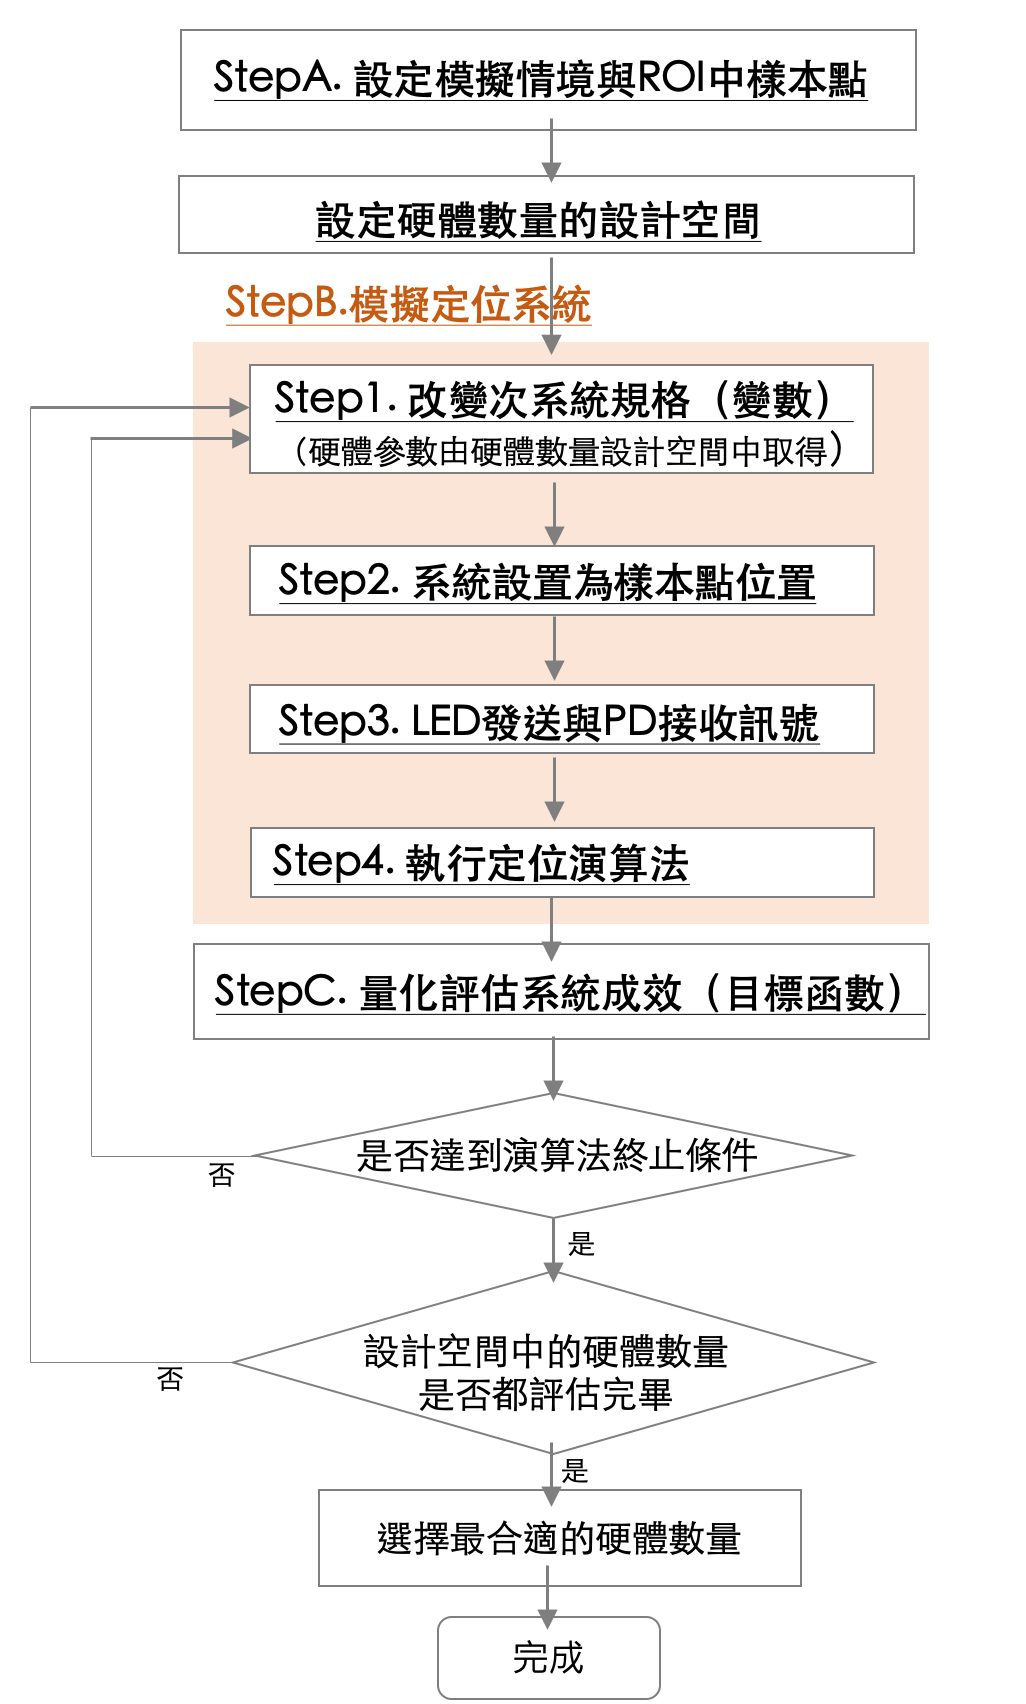 StepA. 設定模擬情境與ROI中樣本點
設定硬體數量的設計空間
StepB.模擬定位系統
Step1. 改變次系統規格（變數）
（硬體參數由硬體數量設計空間中取得）
Step2. 系統設置為樣本點位置
Step3. LED發送與PD接收訊號
Step4. 執行定位演算法
StepC. 量化評估系統成效（目標函數）
是否達到演算法終止條件
否
是
設計空間中的硬體數量
是否都評估完畢
否
是
選擇最合適的硬體數量
完成